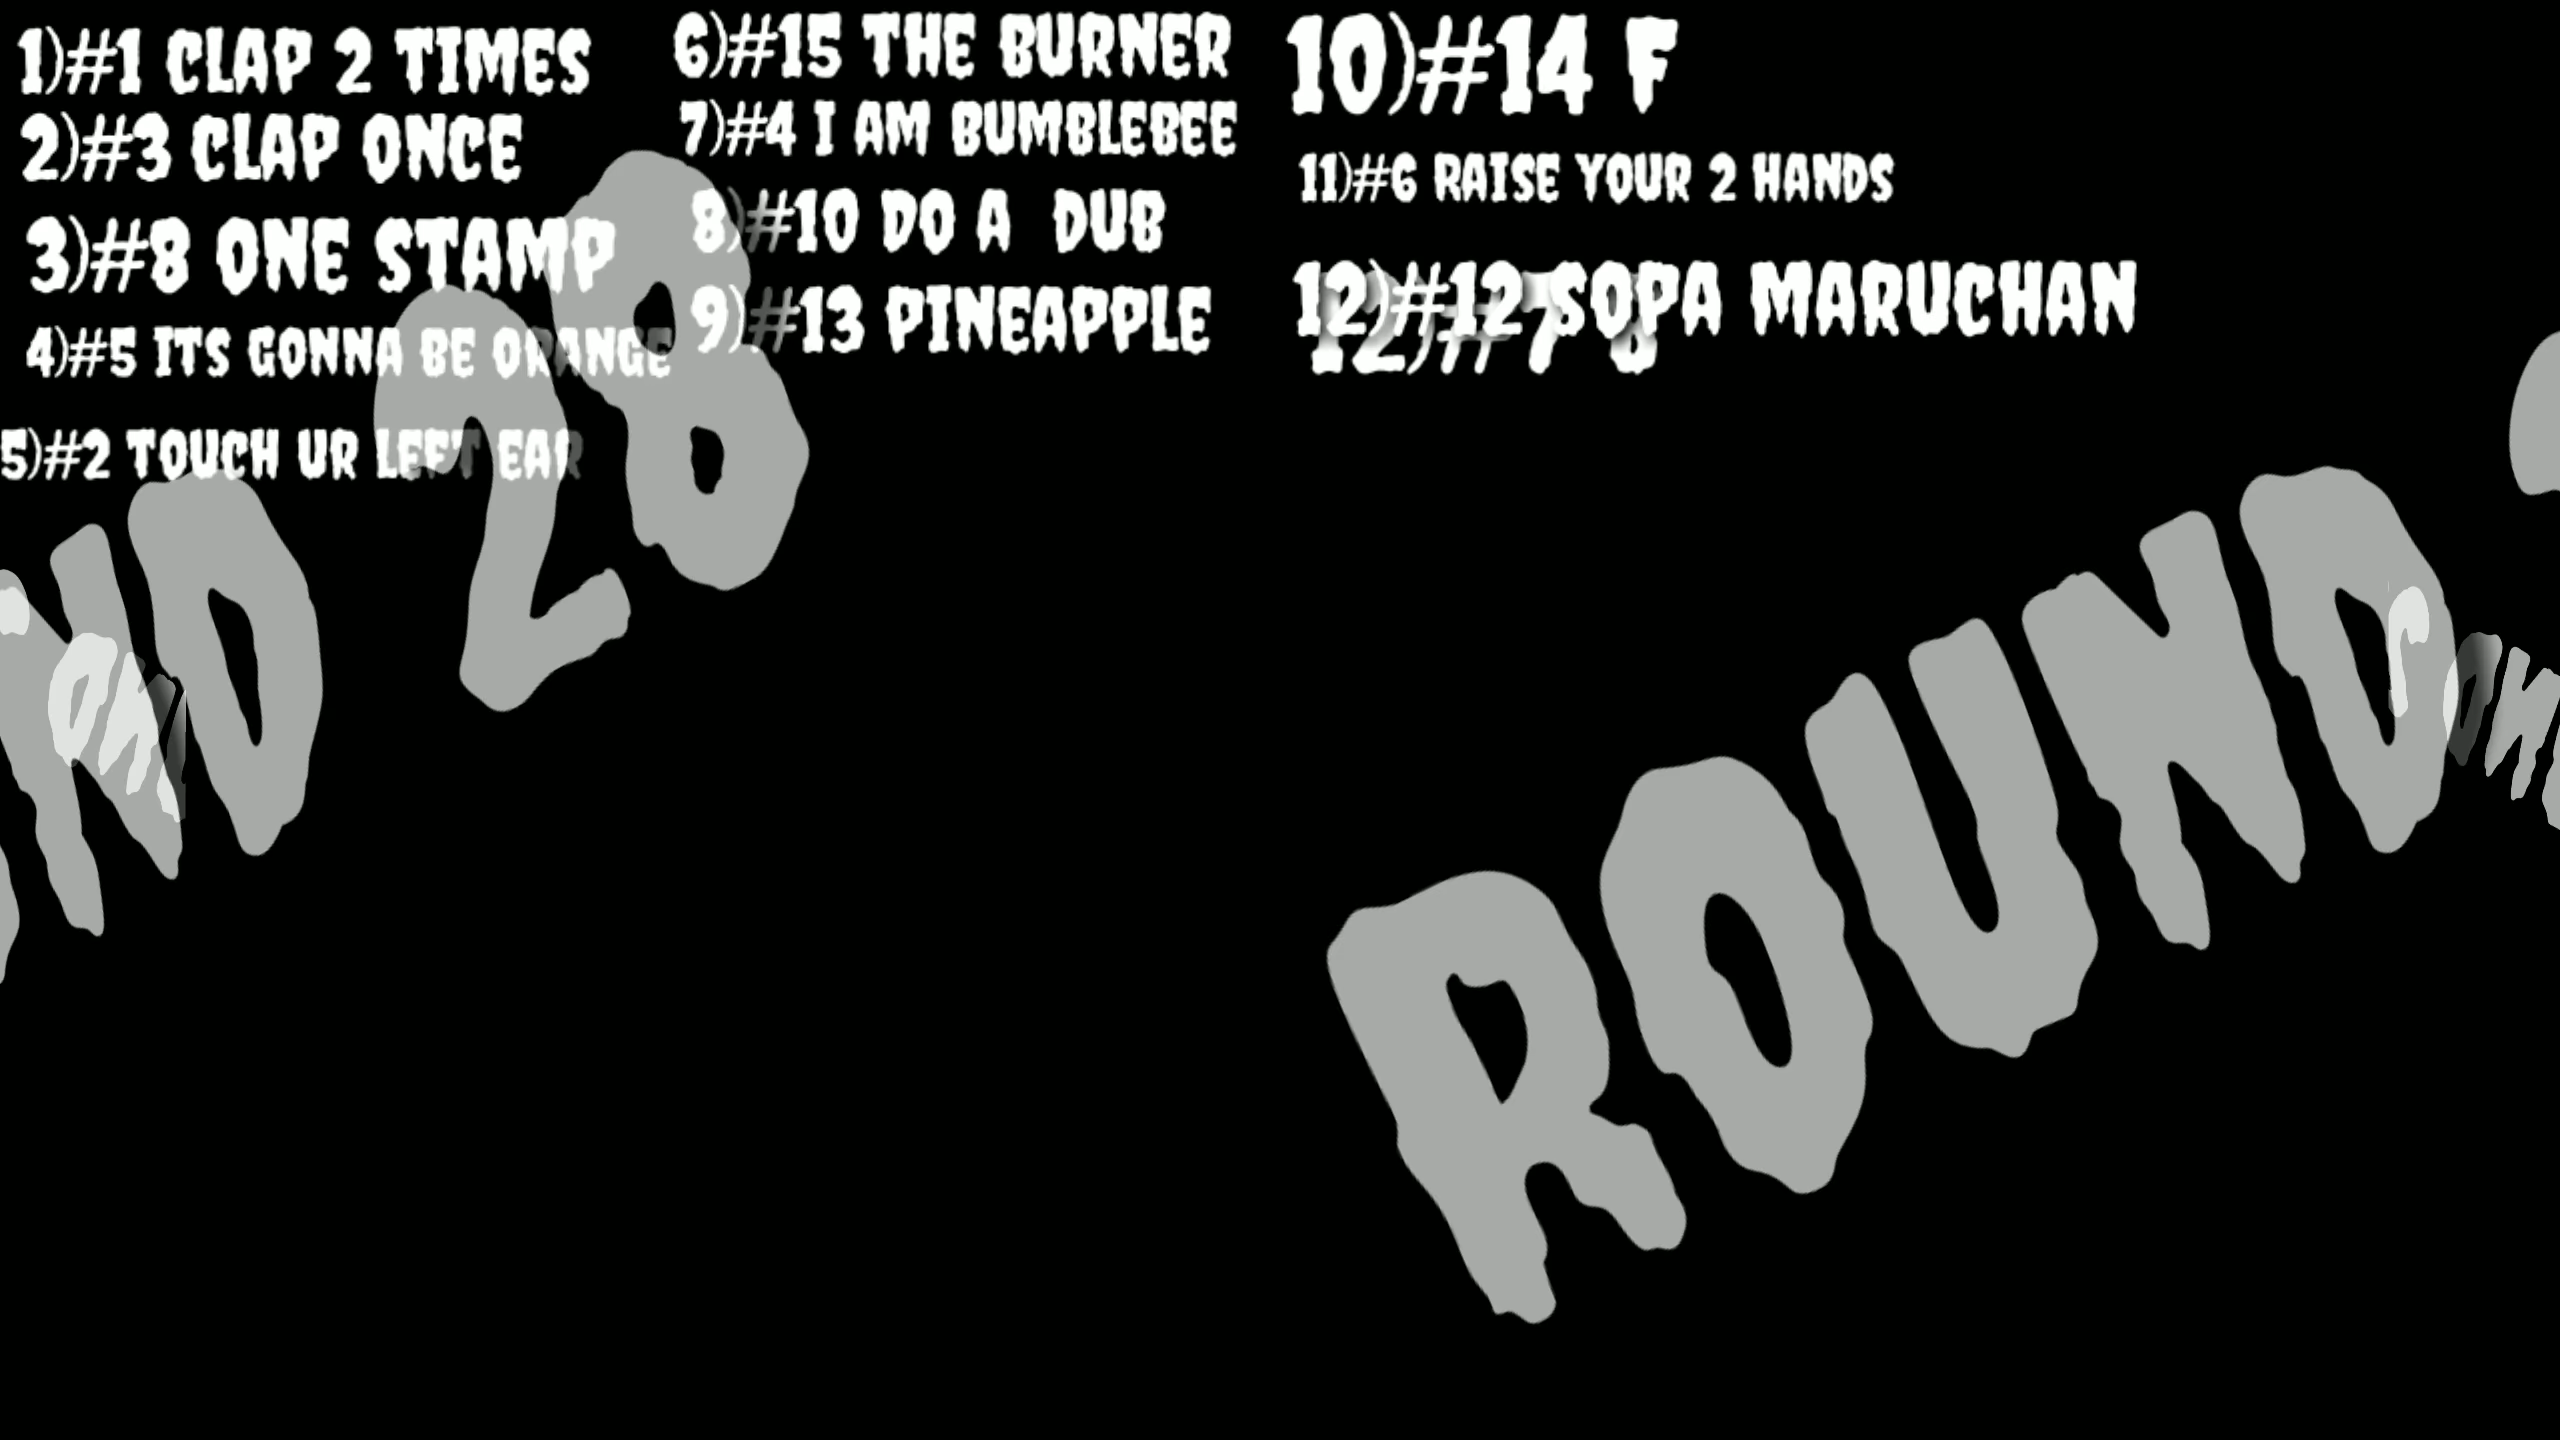 1)#1 CLAP 2 TIMES
2)#3 CLAP ONCE
3)#8 ONE STAMP
4)#5 ITS GONNA BE ORANGE
5)#2 TOUCH UR LEFT EAR
6)#15 THE BURNER
7)#4 I AM BUMBLEBEE
8)#10 DO A DUB
9)#13 PINEAPPLE
10)#14 F
11)#6 RAISE YOUR 2 HANDS
12)#12 SOPA MARUCHAN
12)#7
ND 28
ROUND